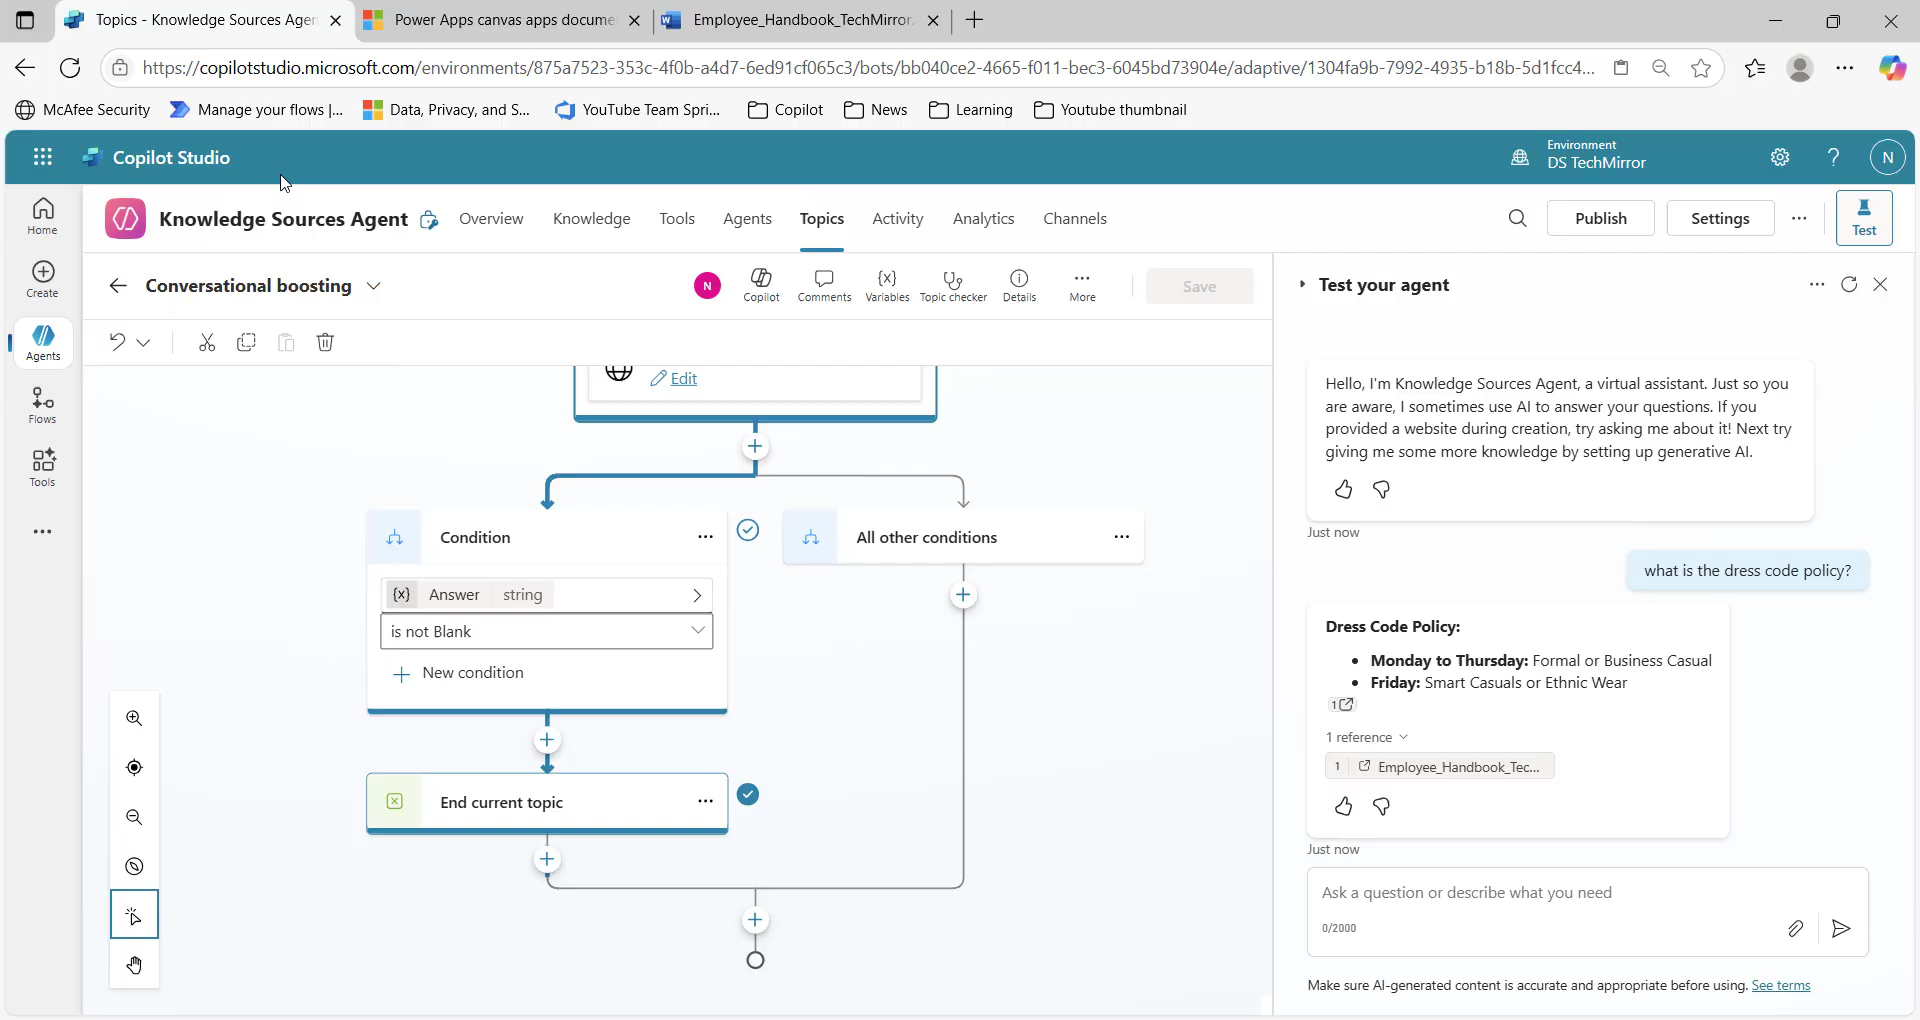 Topics - Knowledge Sources Agen
Power Apps canvas apps docume
Employee_Handbook_TechMirror.
https://copilotstudio.microsoft.com/environments/875a7523-353c-4f0b-a4d7-6ed91cf065c3/bots/bb040ce2-4665-f011-bec3-6045bd73904e/adaptive/1304fa9b-7992-4935-b18b-5d1fcc4...
McAfee Security
Manage your flows |...
Data, Privacy, and S...
YouTube Team Spri...
Copilot
News
Learning
Youtube thumbnail
Copilot Studio
Environment
DS TechMirror
N
Home
Create
Agents
Flows
Tools
Knowledge Sources Agent
Overview
Knowledge
Tools
Agents
Topics
Activity
Analytics
Channels
Publish
Settings
Test
Conversational boosting
N
Copilot
Comments
{x}
Variables
Topic checker
Details
More
Save
Edit
Condition
All other conditions
{x} Answer string
is not Blank
New condition
End current topic
Test your agent
Hello, I'm Knowledge Sources Agent, a virtual assistant. Just so you
are aware, I sometimes use AI to answer your questions. If you
provided a website during creation, try asking me about it! Next try
giving me some more knowledge by setting up generative AI.
Just now
what is the dress code policy?
Dress Code Policy:
• Monday to Thursday: Formal or Business Casual
• Friday: Smart Casuals or Ethnic Wear
1
1 reference
1 Employee_Handbook_Tec...
Just now
Ask a question or describe what you need
0/2000
Make sure AI-generated content is accurate and appropriate before using. See terms